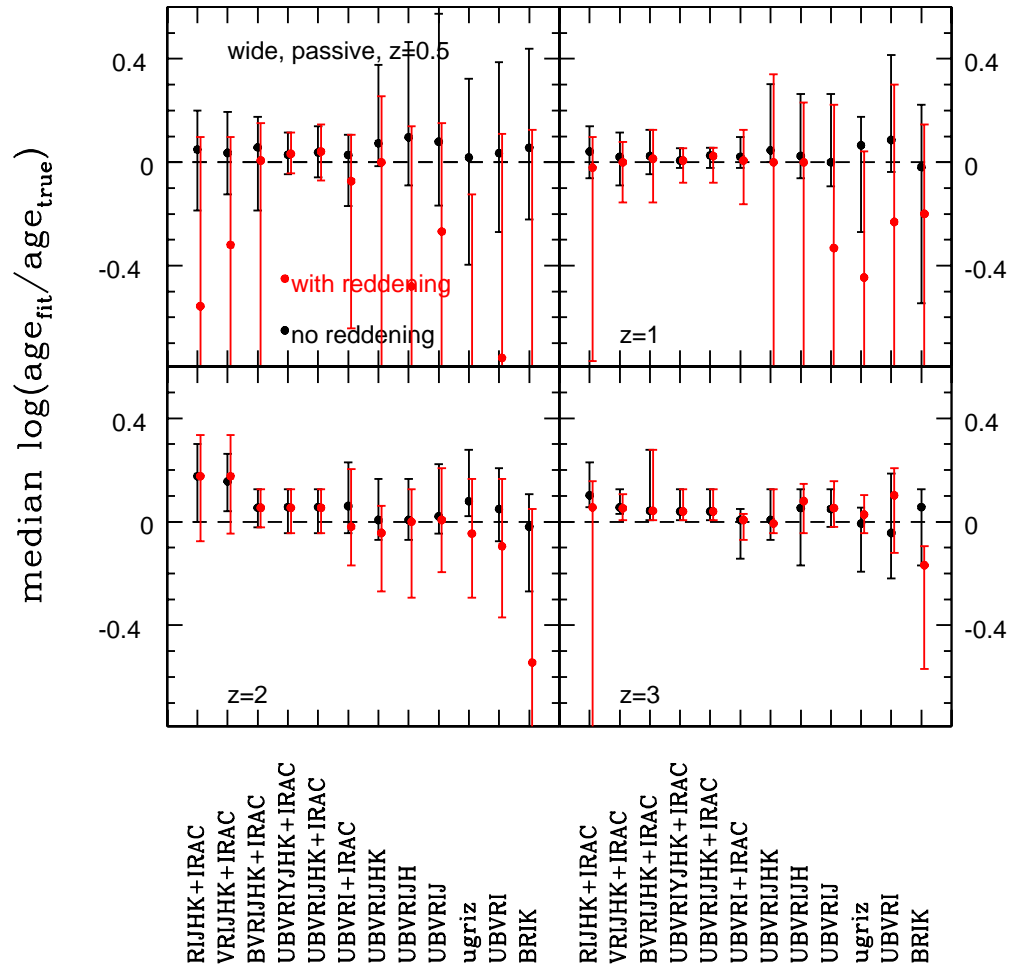 wide, passive, z=0.5
with reddening
no reddening
z=1
z=2
z=3
0.4
0
-0.4
0.4
0
-0.4
0.4
0
-0.4
0.4
0
-0.4
median log(age_fit/age_true)
RIJHK+IRAC
VRIJHK+IRAC
BVRIJHK+IRAC
UBVRIYJHK+IRAC
UBVRIJHK+IRAC
UBVRI+IRAC
UBVRIJHK
UBVRIJH
UBVRIJ
ugriz
UBVRI
BRIK
RIJHK+IRAC
VRIJHK+IRAC
BVRIJHK+IRAC
UBVRIYJHK+IRAC
UBVRIJHK+IRAC
UBVRI+IRAC
UBVRIJHK
UBVRIJH
UBVRIJ
ugriz
UBVRI
BRIK